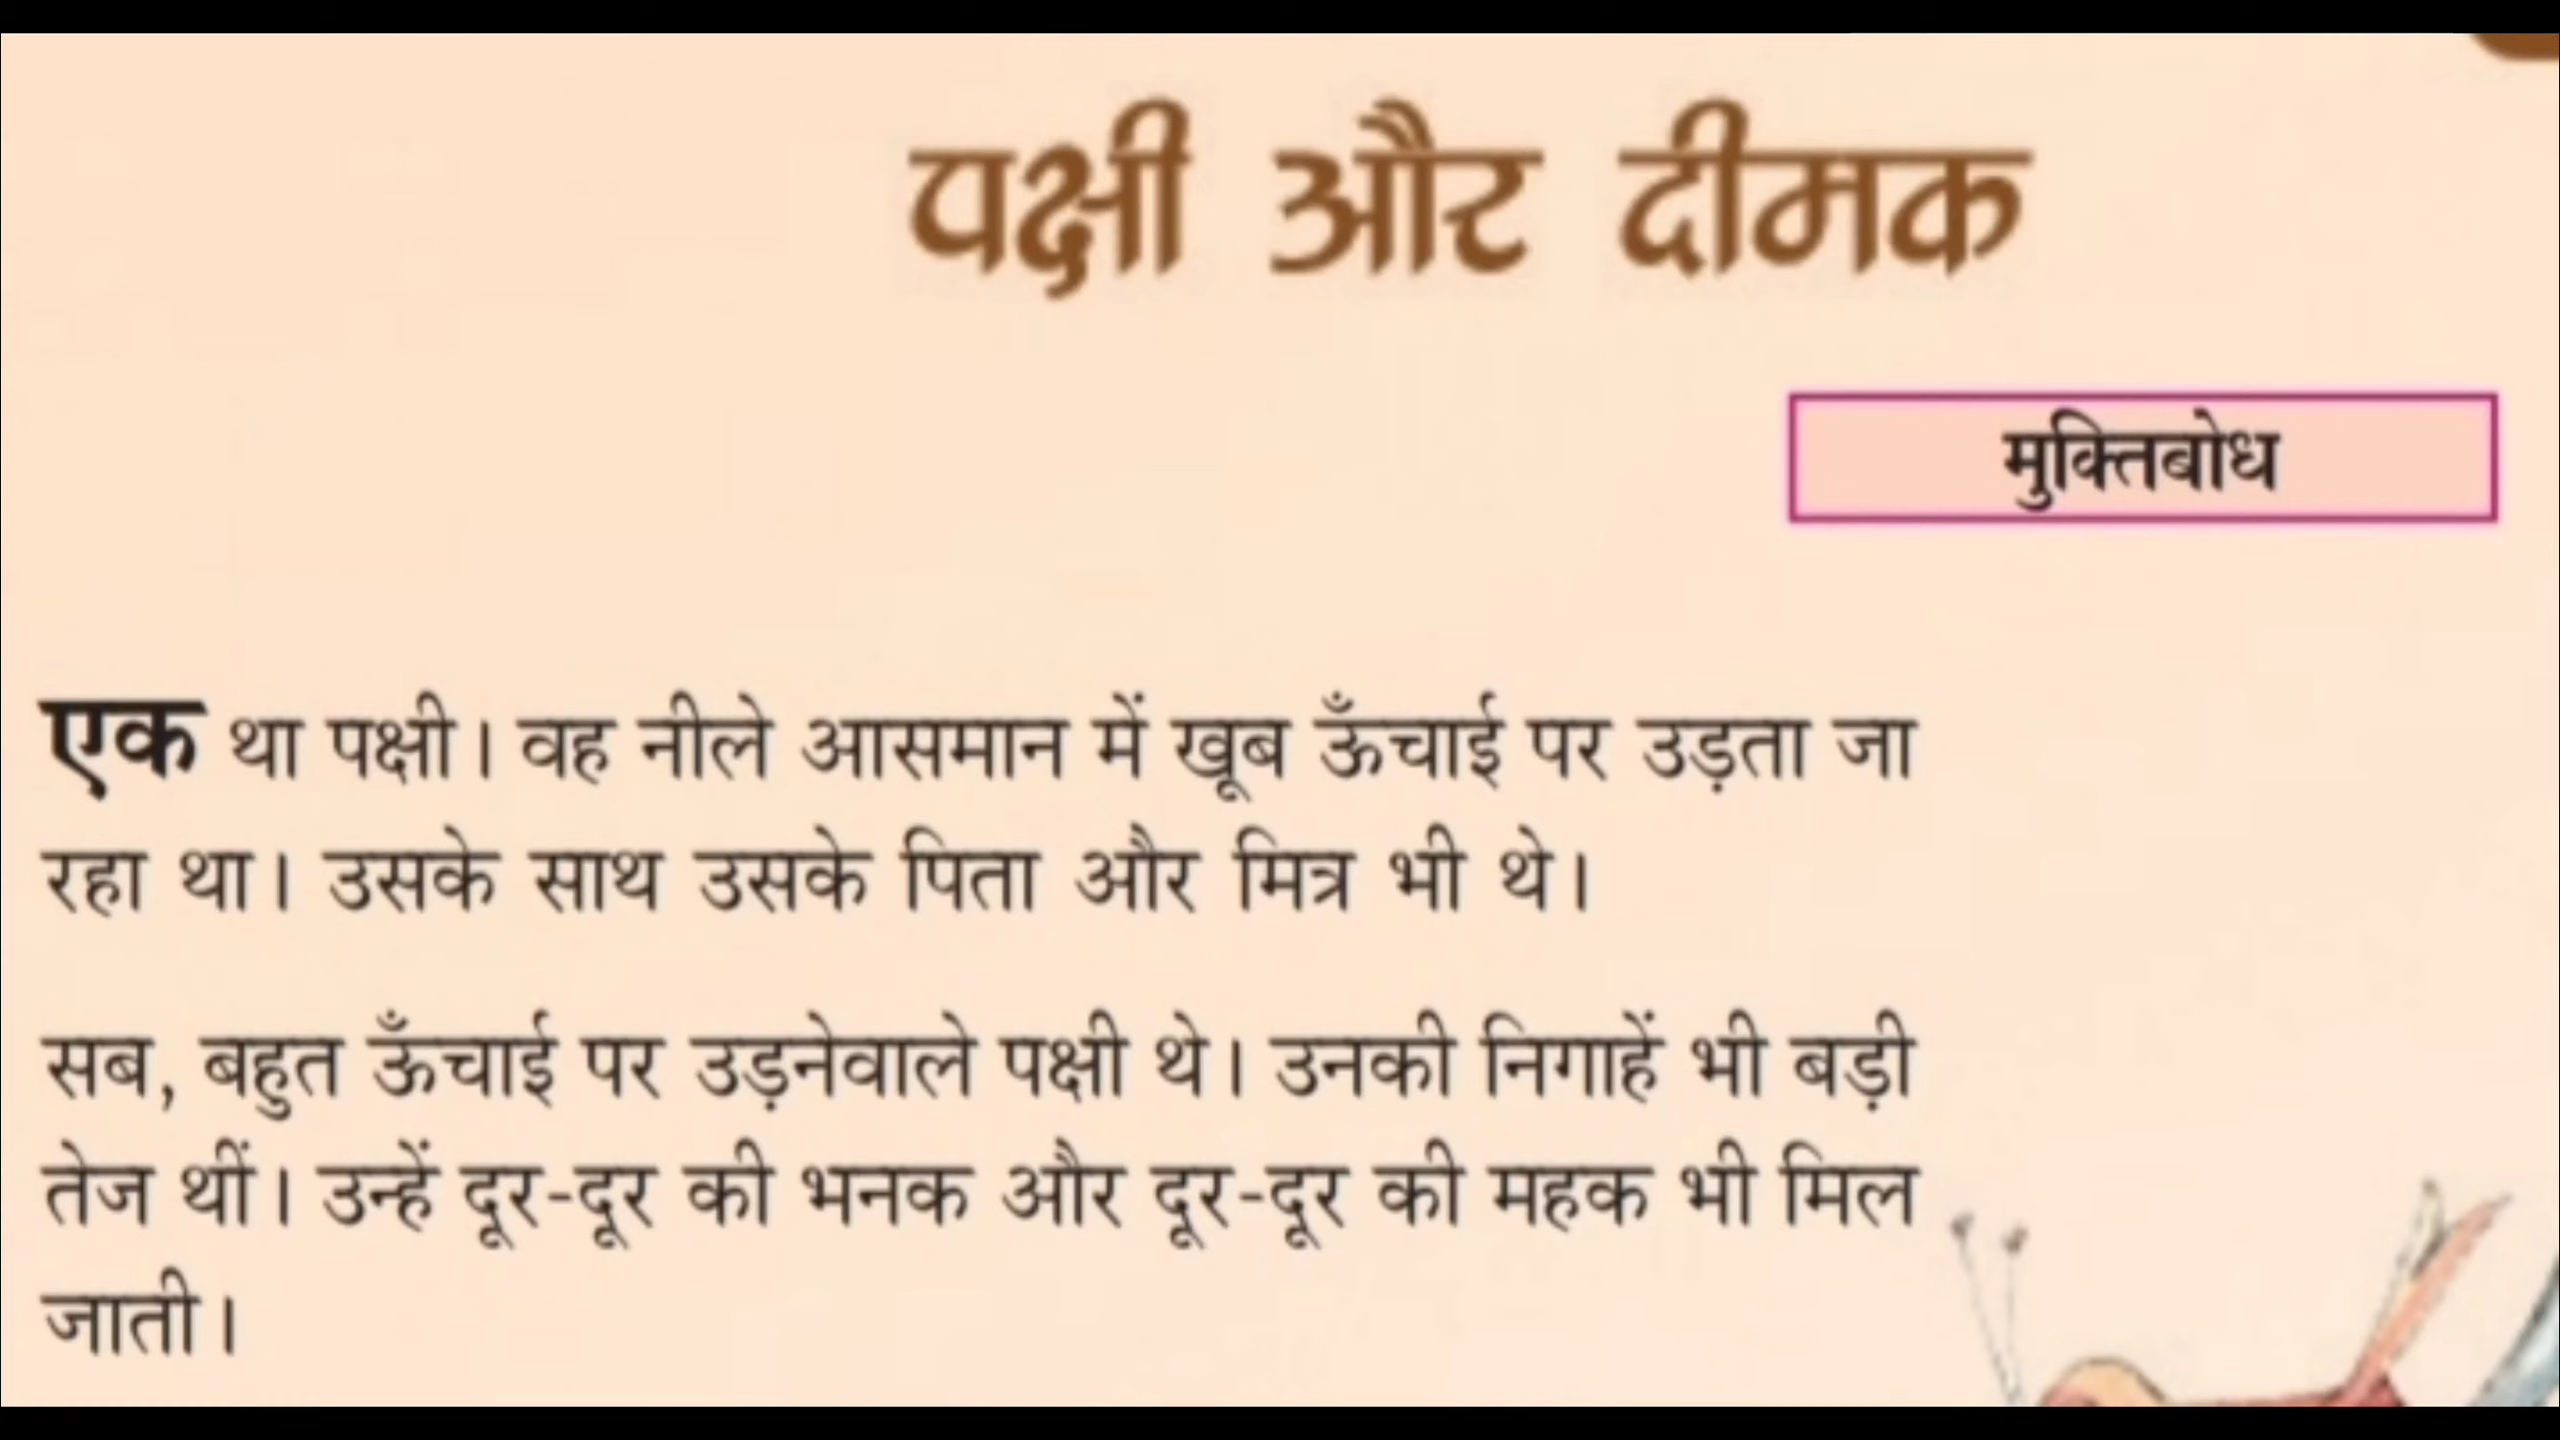 पक्षी और दीमक
मुक्तिबोध
एक था पक्षी। वह नीले आसमान में खूब ऊँचाई पर उड़ता जा
रहा था। उसके साथ उसके पिता और मित्र भी थे।
सब, बहुत ऊँचाई पर उड़नेवाले पक्षी थे। उनकी निगाहें भी बड़ी
तेज थीं। उन्हें दूर-दूर की भनक और दूर-दूर की महक भी मिल
जाती।